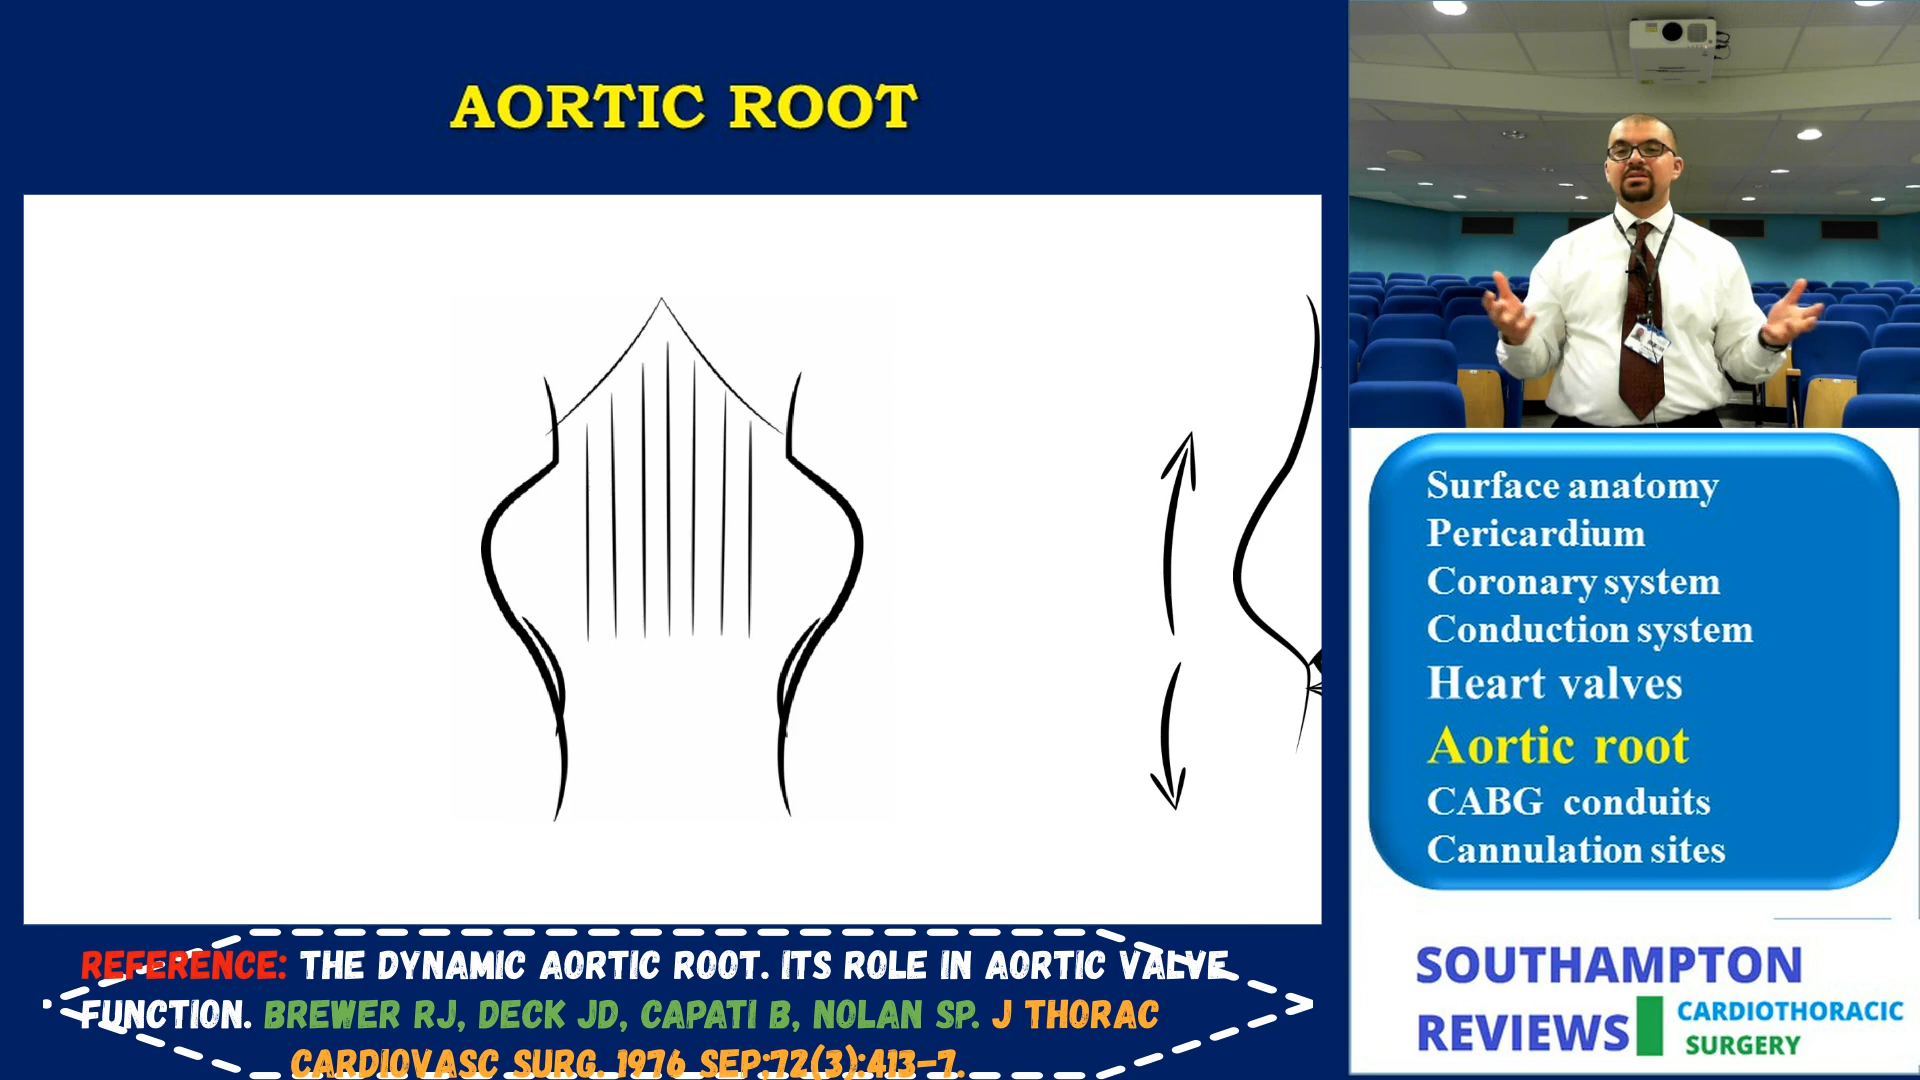 AORTIC ROOT
REFERENCE: THE DYNAMIC AORTIC ROOT. ITS ROLE IN AORTIC VALVE
FUNCTION. BREWER RJ, DECK JD, CAPATI B, NOLAN SP. J THORAC
CARDIOVASC SURG. 1976 SEP;72(3):413-7.
Surface anatomy
Pericardium
Coronary system
Conduction system
Heart valves
Aortic root
CABG conduits
Cannulation sites
SOUTHAMPTON
REVIEWS
CARDIOTHORACIC
SURGERY